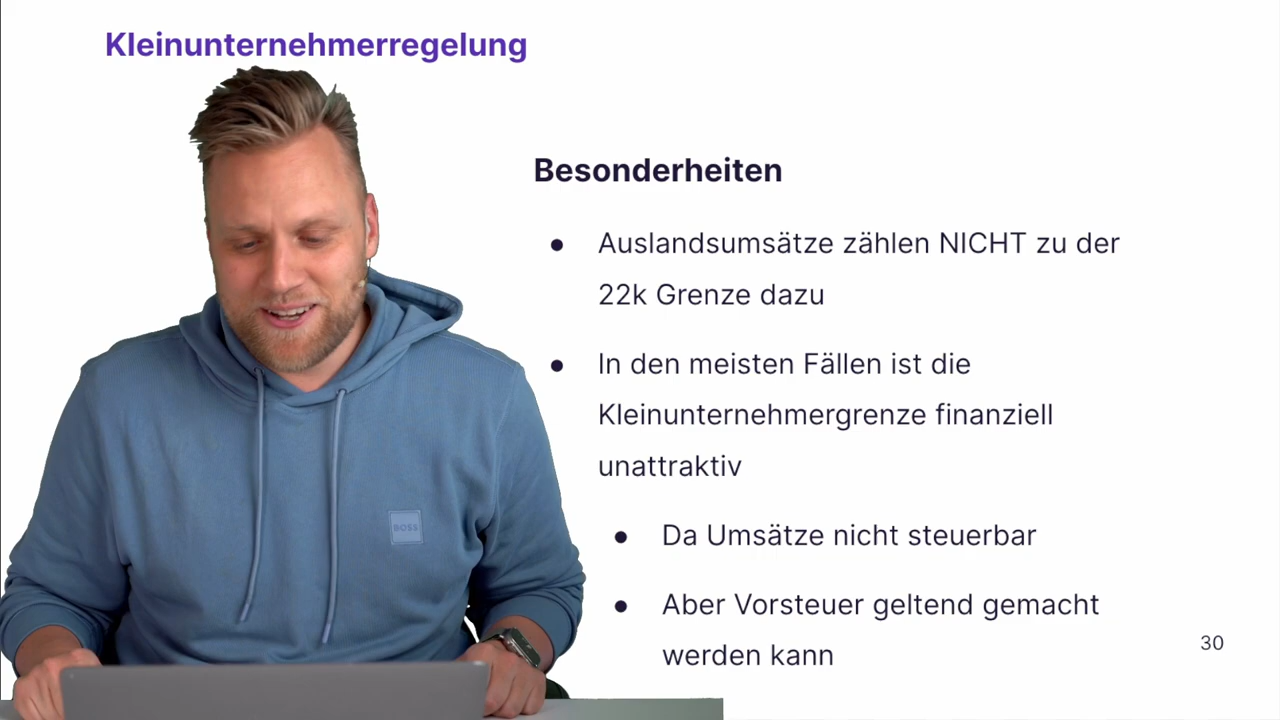 Kleinunternehmerregelung
Besonderheiten
● Auslandsumsätze zählen NICHT zu der
22k Grenze dazu
● In den meisten Fällen ist die
Kleinunternehmergrenze finanziell
unattraktiv
● Da Umsätze nicht steuerbar
● Aber Vorsteuer geltend gemacht
werden kann
30
BOSS